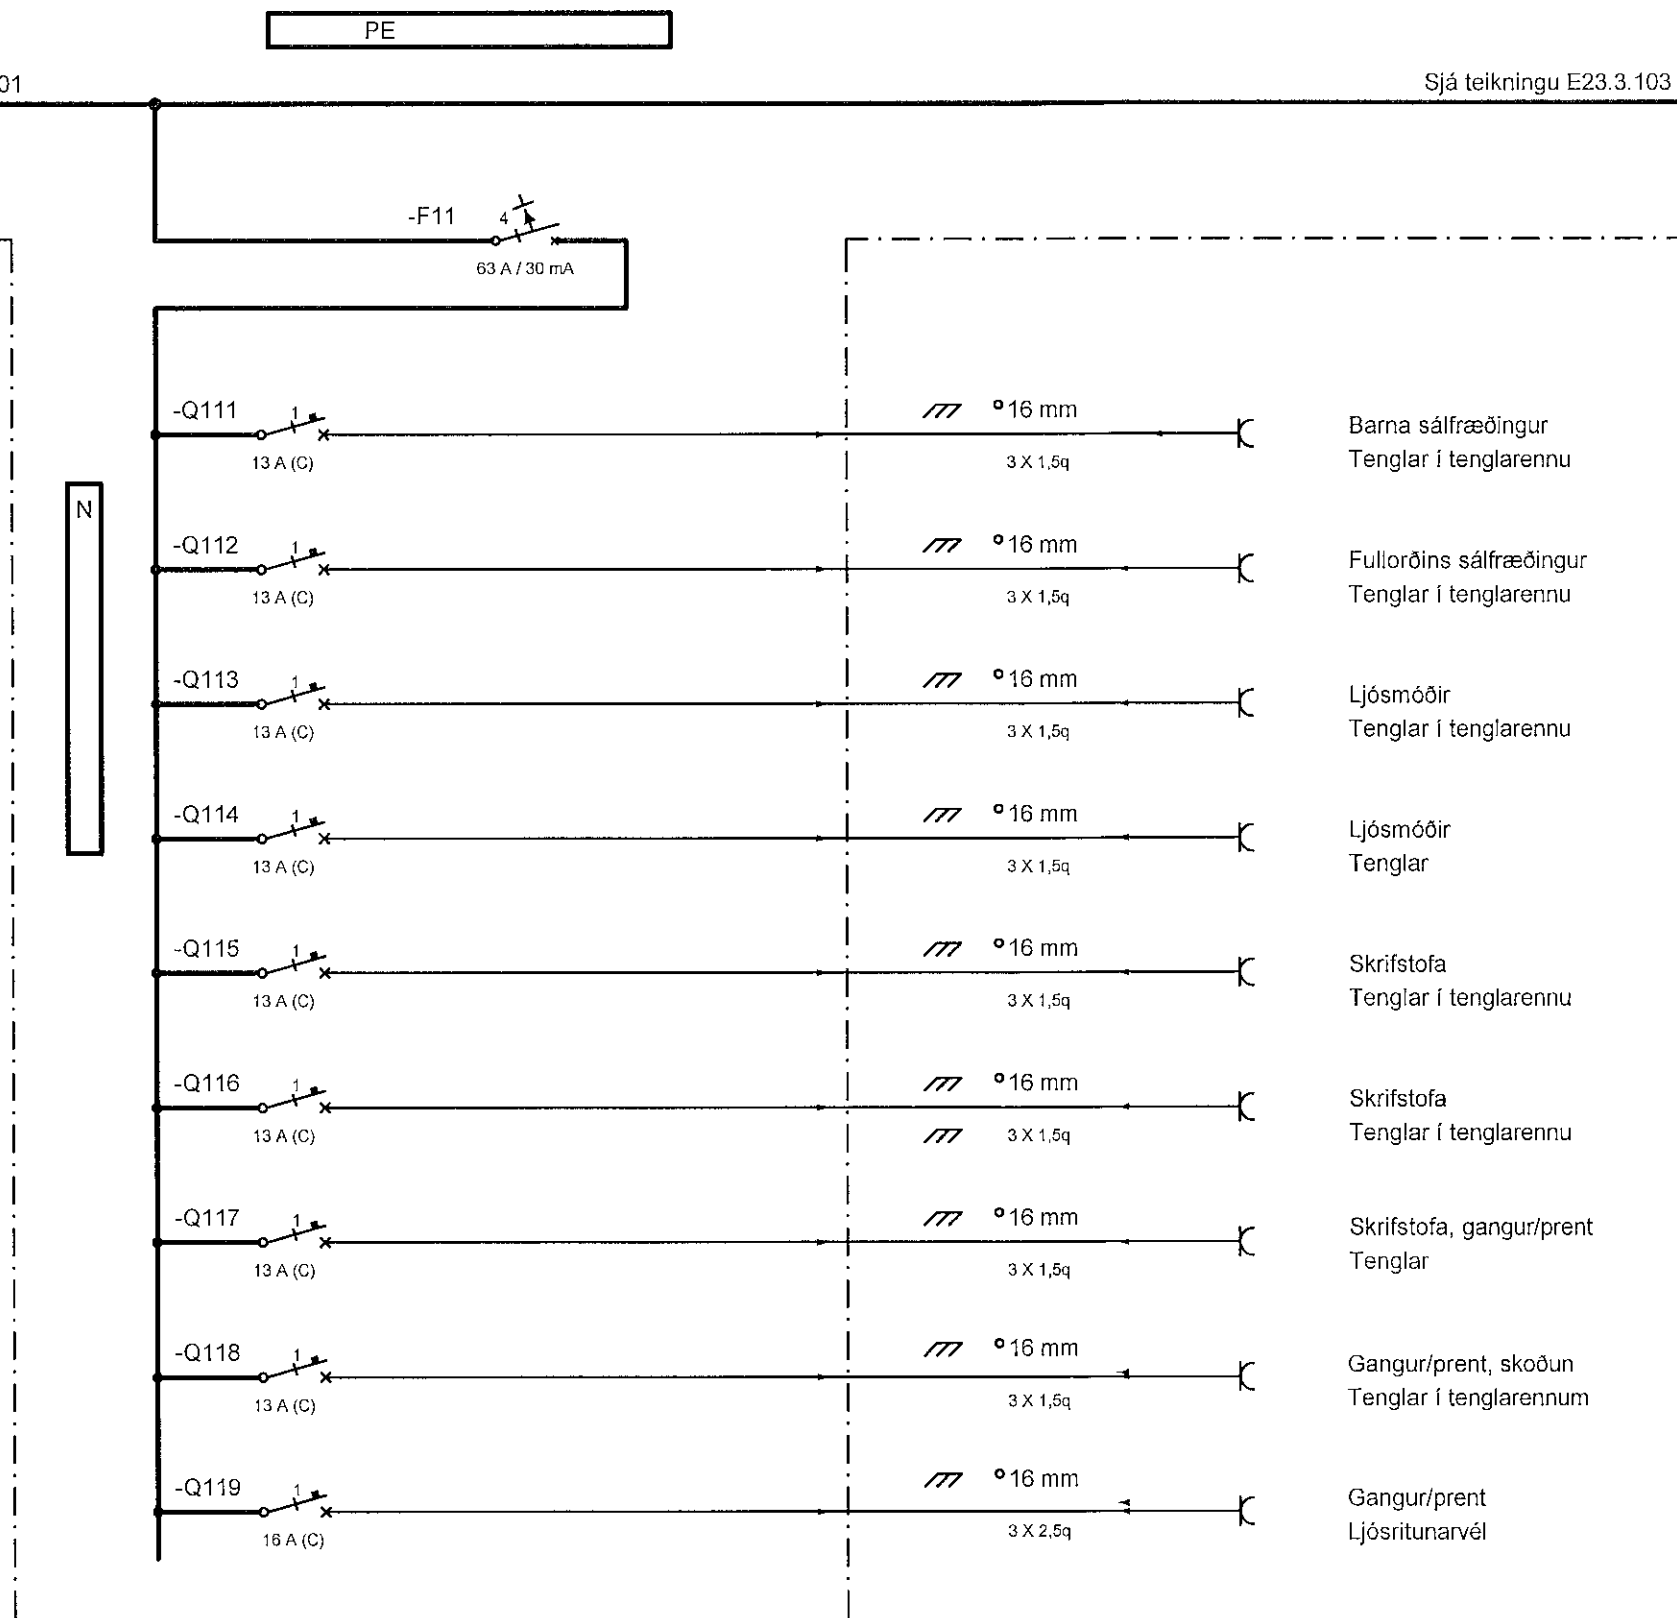 PE
01
Sjá teikningu E23.3.103
-F11
4
63 A / 30 mA
N
-Q111
1
13 A (C)
16 mm
3 X 1,5q
Barna sálfræðingur
Tenglar í tenglarennu
-Q112
1
13 A (C)
16 mm
3 X 1,5q
Fullorðins sálfræðingur
Tenglar í tenglarennu
-Q113
1
13 A (C)
16 mm
3 X 1,5q
Ljósmóðir
Tenglar í tenglarennu
-Q114
1
13 A (C)
16 mm
3 X 1,5q
Ljósmóðir
Tenglar
-Q115
1
13 A (C)
16 mm
3 X 1,5q
Skrifstofa
Tenglar í tenglarennu
-Q116
1
13 A (C)
16 mm
3 X 1,5q
Skrifstofa
Tenglar í tenglarennu
-Q117
1
13 A (C)
16 mm
3 X 1,5q
Skrifstofa, gangur/prent
Tenglar
-Q118
1
13 A (C)
16 mm
3 X 1,5q
Gangur/prent, skoðun
Tenglar í tenglarennum
-Q119
1
16 A (C)
16 mm
3 X 2,5q
Gangur/prent
Ljósritunarvél